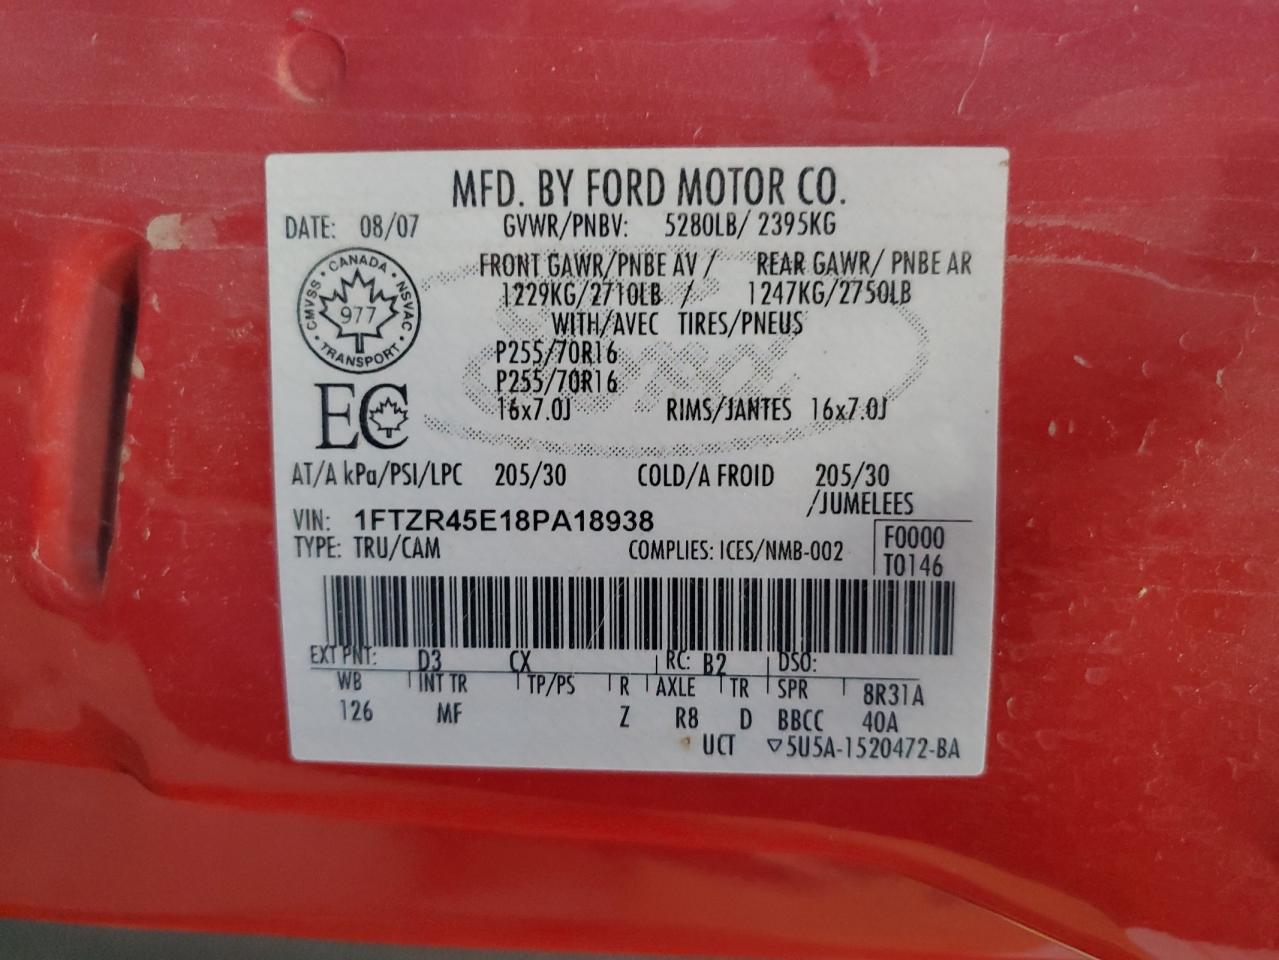 MFD. BY FORD MOTOR CO.
DATE: 08/07 GVWR/PNBV: 5280LB/ 2395KG
FRONT GAWR/PNBE AV / REAR GAWR/ PNBE AR
1229KG/2710LB / 1247KG/2750LB
WITH/AVEC TIRES/PNEUS
P255/70R16
P255/70R16
16x7.0J RIMS/JANTES 16x7.0J
CANADA
CMVSS NSVAC
977
TRANSPORT
EC
AT/A kPa/PSI/LPC 205/30 COLD/A FROID 205/30
/JUMELEES
VIN: 1FTZR45E18PA18938
TYPE: TRU/CAM COMPLIES: ICES/NMB-002
F0000
T0146
EXT PNT: D3 CX RC: B2 DSO:
WB INT TR TP/PS R AXLE TR SPR 8R31A
126 MF Z R8 D BBCC 40A
UCT ▽5U5A-1520472-BA